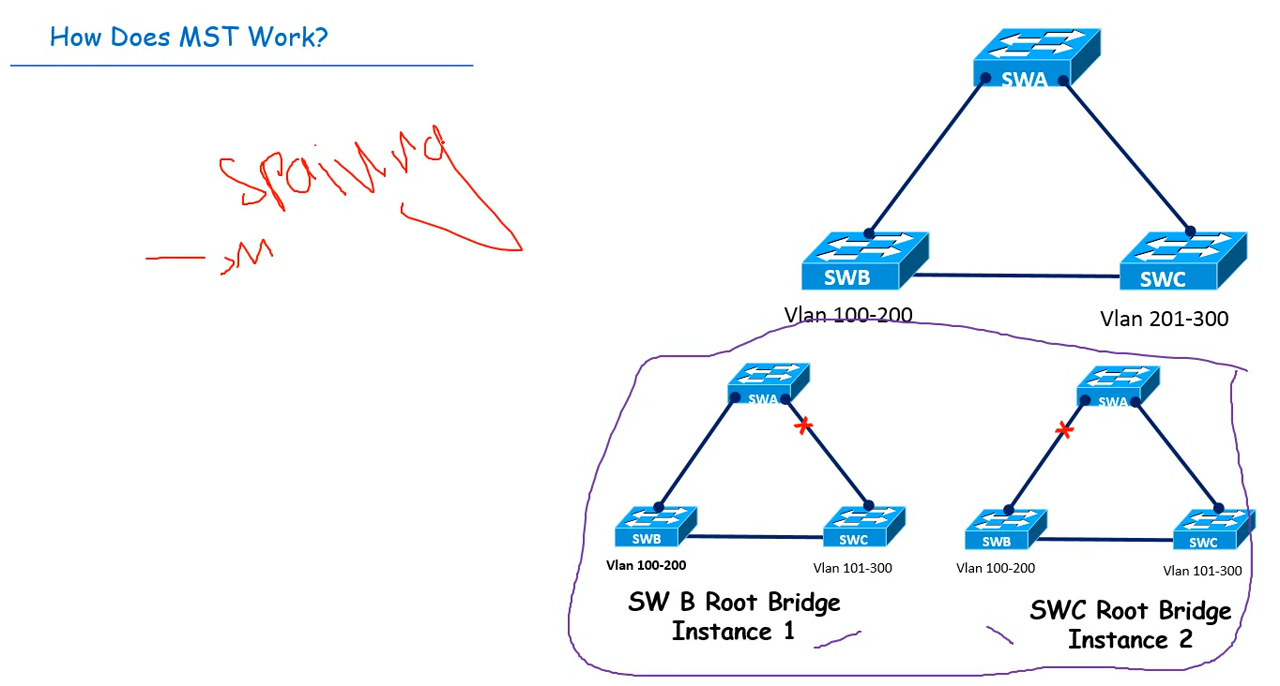 How Does MST Work?
SWA
SWB
SWC
Vlan 100-200
Vlan 201-300
SWA
SWB
SWC
Vlan 100-200
Vlan 101-300
SW B Root Bridge
Instance 1
SWA
SWB
SWC
Vlan 100-200
Vlan 101-300
SWC Root Bridge
Instance 2